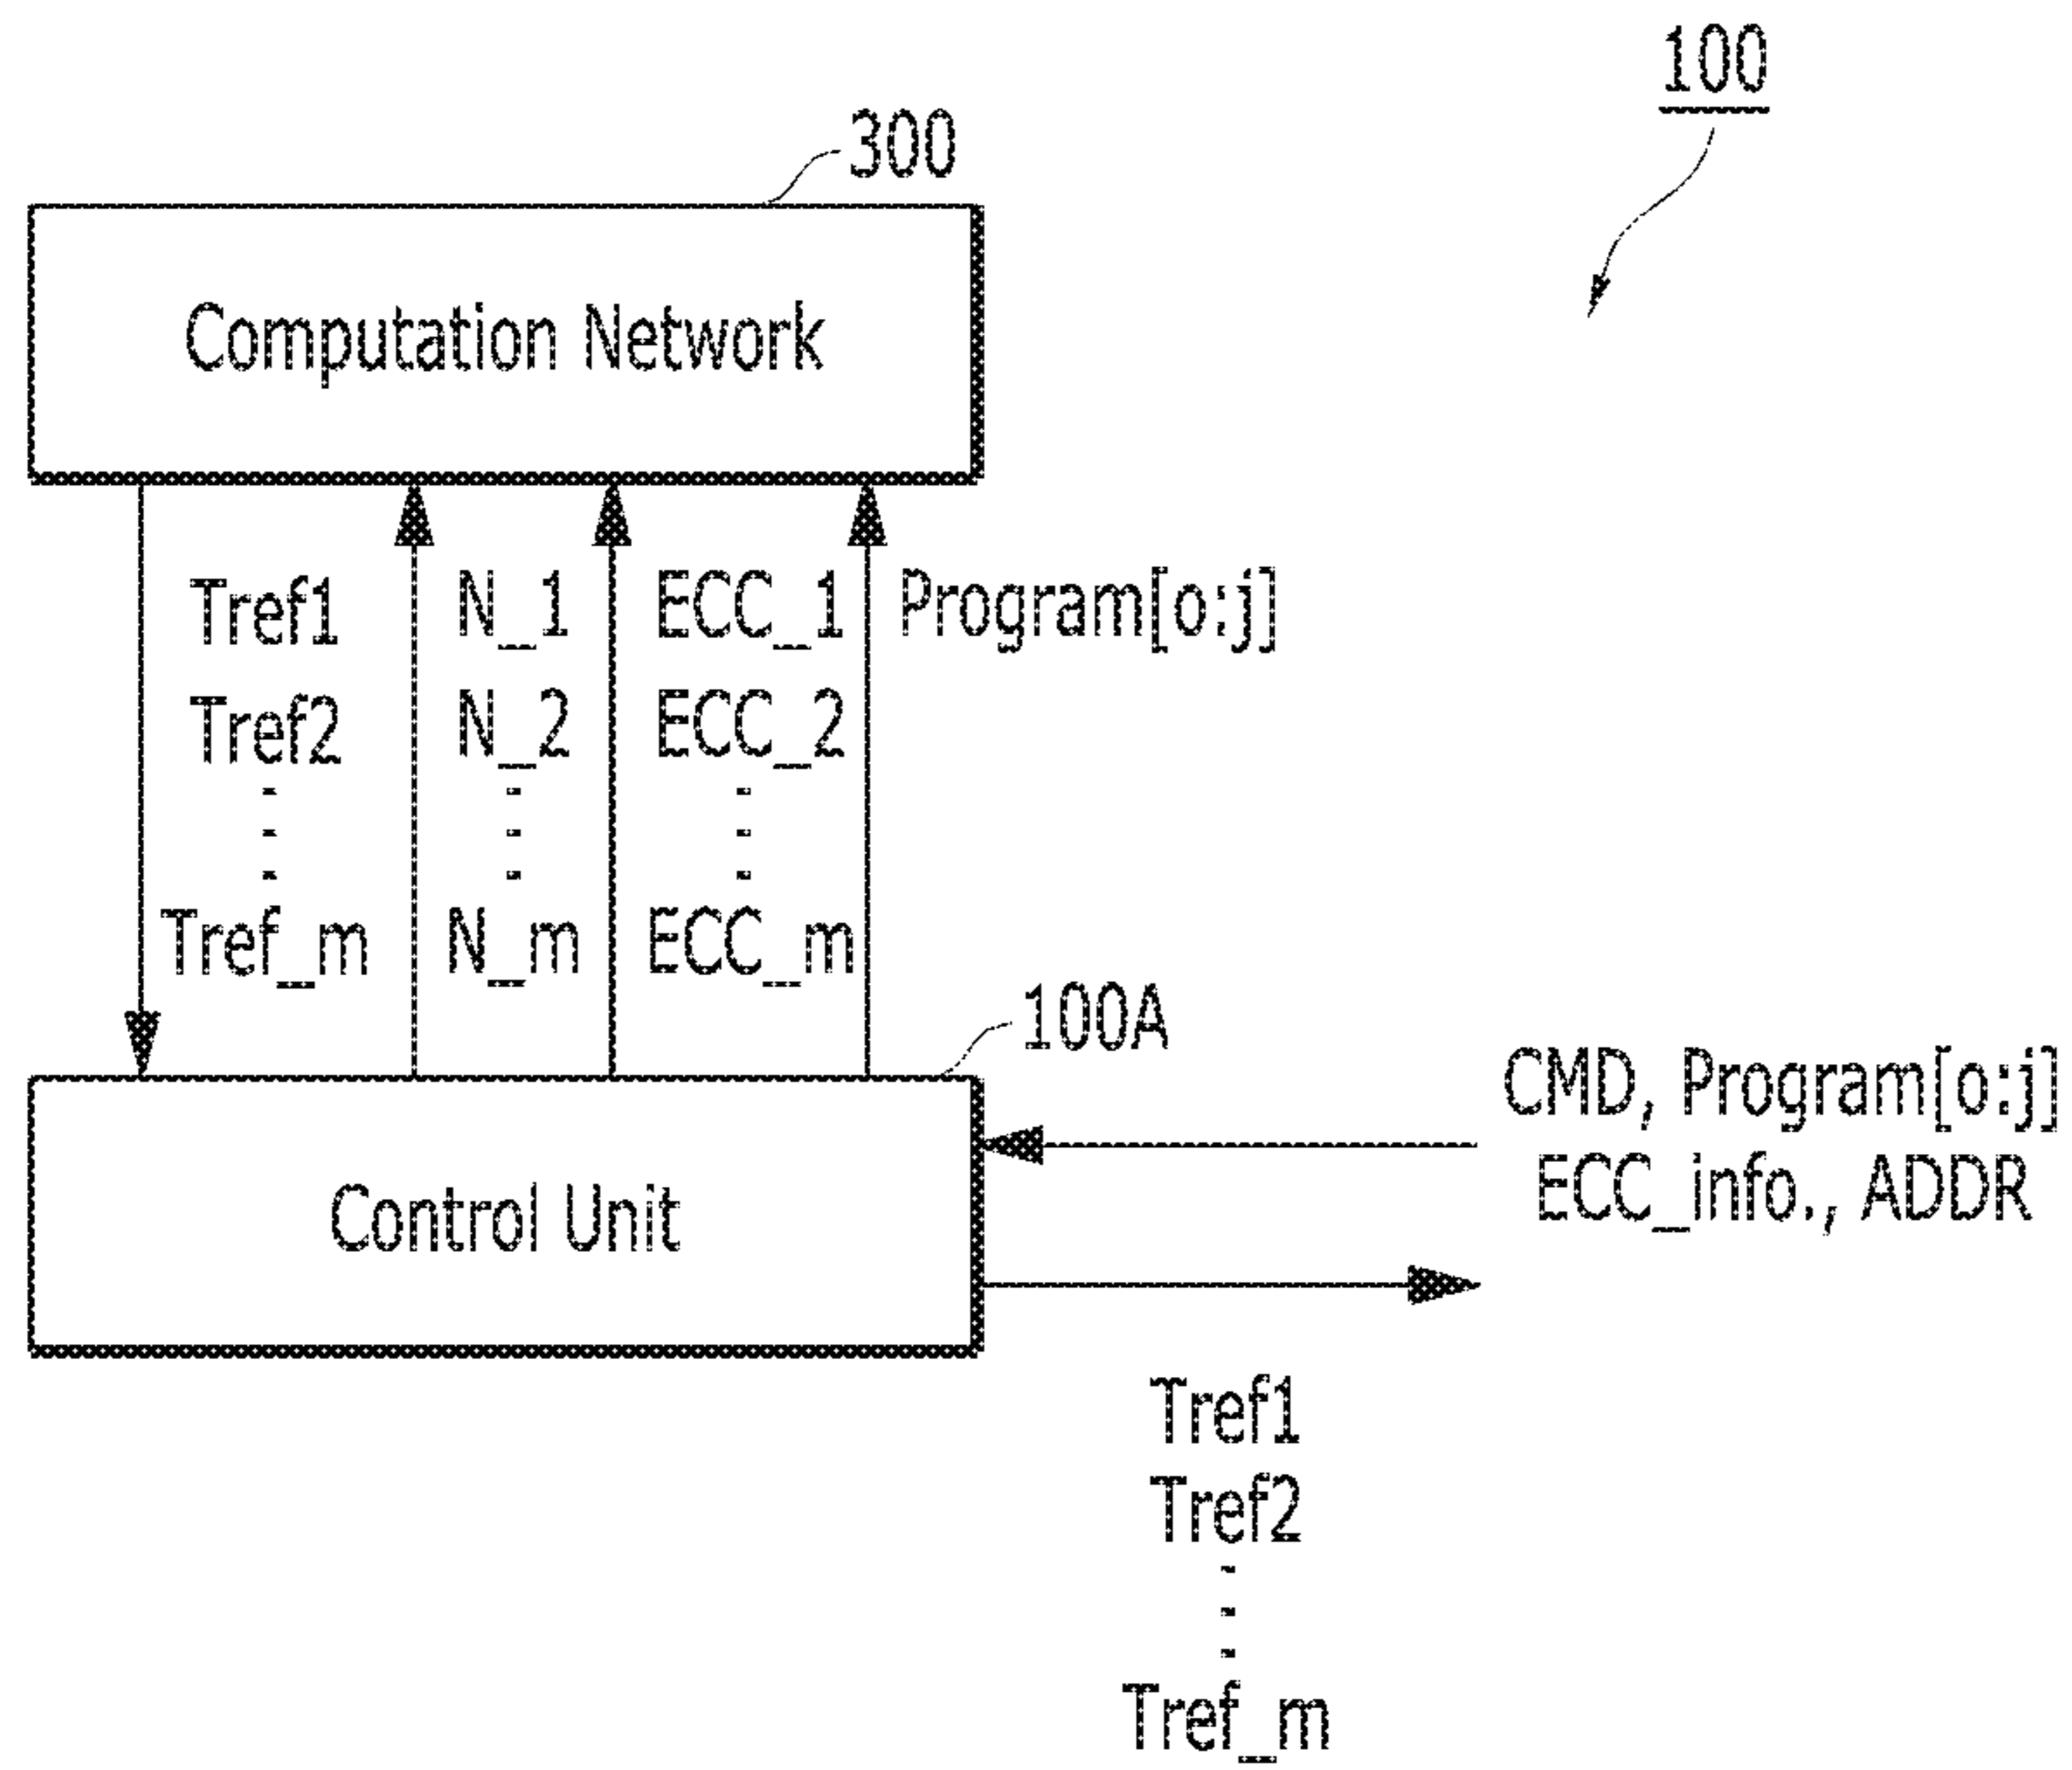 100
300
Computation Network
Tref1 N_1 ECC_1 Program[o:j]
Tref2 N_2 ECC_2
Tref_m N_m ECC_m
100A
CMD, Program[o:j]
ECC_info., ADDR
Control Unit
Tref1
Tref2
Tref_m